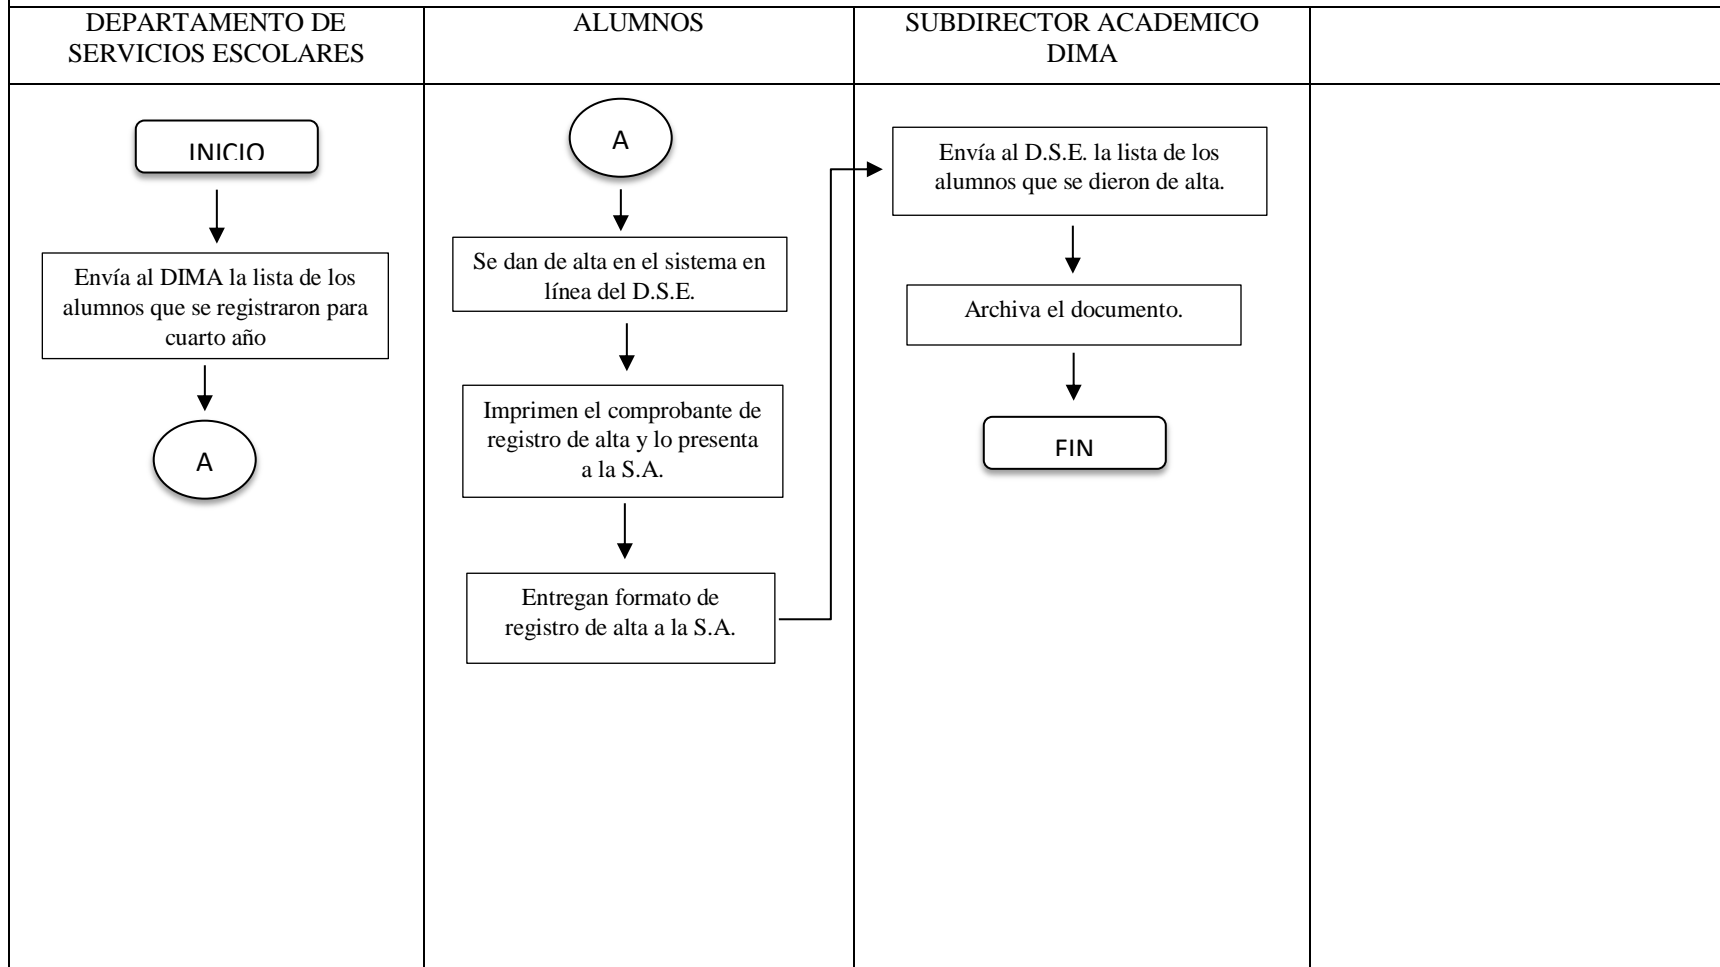 DEPARTAMENTO DE
SERVICIOS ESCOLARES
ALUMNOS
SUBDIRECTOR ACADEMICO
DIMA
INICIO
Envía al DIMA la lista de los
alumnos que se registraron para
cuarto año
A
A
Se dan de alta en el sistema en
línea del D.S.E.
Imprimen el comprobante de
registro de alta y lo presenta
a la S.A.
Entregan formato de
registro de alta a la S.A.
Envía al D.S.E. la lista de los
alumnos que se dieron de alta.
Archiva el documento.
FIN